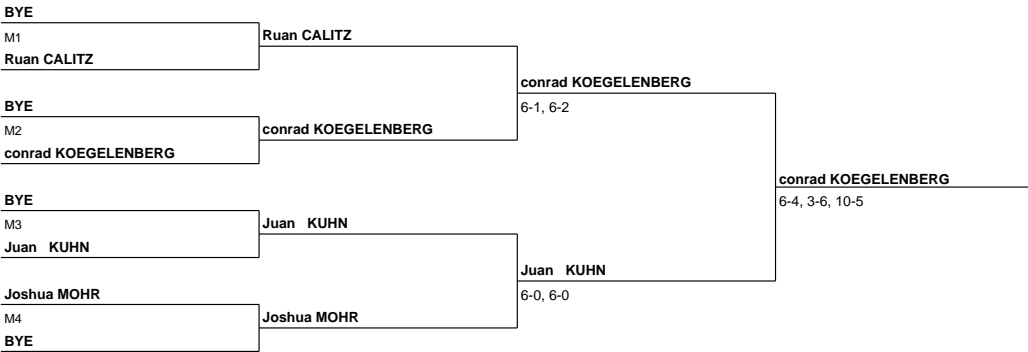 BYE
M1
Ruan CALITZ
Ruan CALITZ
conrad KOEGELENBERG
6-1, 6-2
BYE
M2
conrad KOEGELENBERG
conrad KOEGELENBERG
conrad KOEGELENBERG
6-4, 3-6, 10-5
BYE
M3
Juan KUHN
Juan KUHN
Juan KUHN
6-0, 6-0
Joshua MOHR
M4
BYE
Joshua MOHR